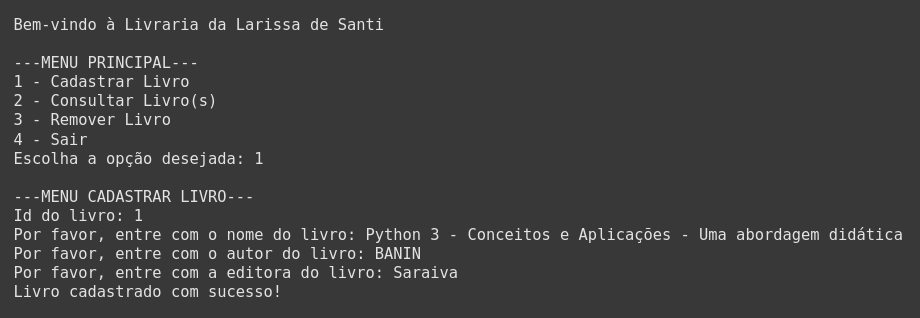 Bem-vindo à Livraria da Larissa de Santi
---MENU PRINCIPAL---
1 - Cadastrar Livro
2 - Consultar Livro(s)
3 - Remover Livro
4 - Sair
Escolha a opção desejada: 1
---MENU CADASTRAR LIVRO---
Id do livro: 1
Por favor, entre com o nome do livro: Python 3 - Conceitos e Aplicações - Uma abordagem didática
Por favor, entre com o autor do livro: BANIN
Por favor, entre com a editora do livro: Saraiva
Livro cadastrado com sucesso!